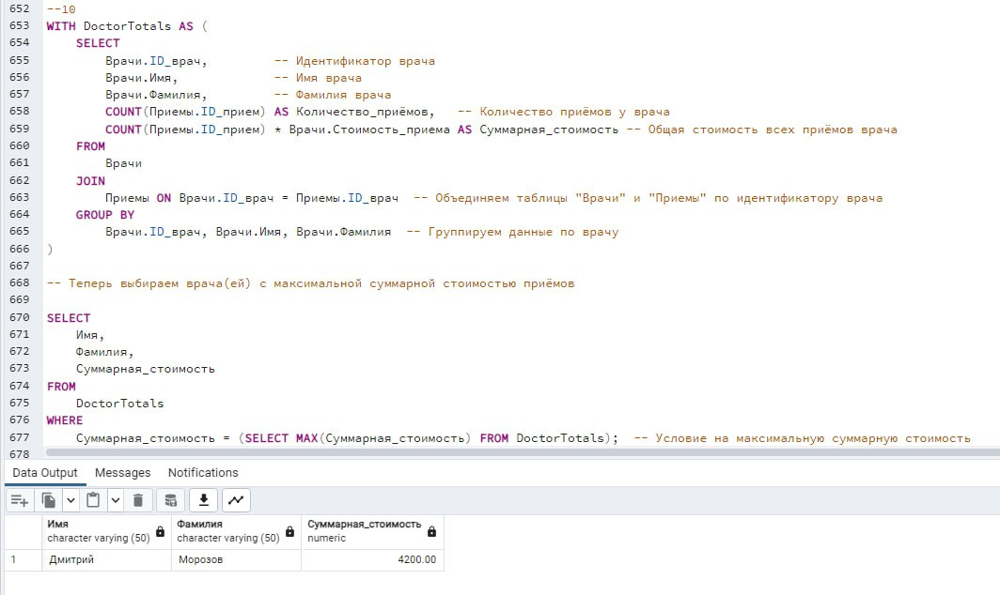 652 --10
653 WITH DoctorTotals AS (
654 SELECT
655 Врачи.ID_врач, -- Идентификатор врача
656 Врачи.Имя, -- Имя врача
657 Врачи.Фамилия, -- Фамилия врача
658 COUNT(Приемы.ID_прием) AS Количество_приёмов, -- Количество приёмов у врача
659 COUNT(Приемы.ID_прием) * Врачи.Стоимость_приема AS Суммарная_стоимость -- Общая стоимость всех приёмов врача
660 FROM
661 Врачи
662 JOIN
663 Приемы ON Врачи.ID_врач = Приемы.ID_врач -- Объединяем таблицы "Врачи" и "Приемы" по идентификатору врача
664 GROUP BY
665 Врачи.ID_врач, Врачи.Имя, Врачи.Фамилия -- Группируем данные по врачу
666 )
667
668 -- Теперь выбираем врача(ей) с максимальной суммарной стоимостью приёмов
669
670 SELECT
671 Имя,
672 Фамилия,
673 Суммарная_стоимость
674 FROM
675 DoctorTotals
676 WHERE
677 Суммарная_стоимость = (SELECT MAX(Суммарная_стоимость) FROM DoctorTotals); -- Условие на максимальную суммарную стоимость
678
Data Output Messages Notifications
Имя Фамилия Суммарная_стоимость
character varying (50) character varying (50) numeric
1 Дмитрий Морозов 4200.00